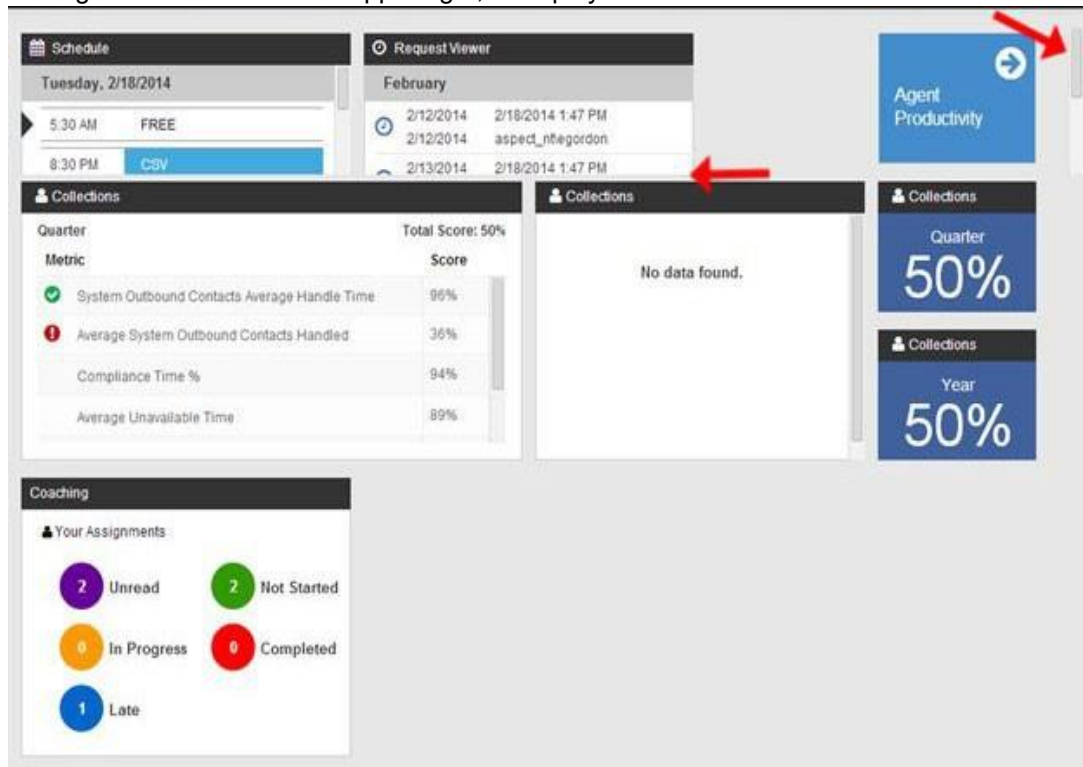 Schedule
Tuesday, 2/18/2014
5:30 AM FREE
8:30 PM CSV
Request Viewer
February
2/12/2014 2/18/2014 1:47 PM
2/12/2014
2/13/2014 2/18/2014 1:47 PM
Agent
Productivity
Collections
Quarter Total Score: 50%
Metric Score
System Outbound Contacts Average Handle Time 96%
Average System Outbound Contacts Handled 36%
Compliance Time % 94%
Average Unavailable Time 89%
Collections
No data found.
Collections
Quarter
50%
Collections
Year
50%
Coaching
Your Assignments
2 Unread 2 Not Started
0 In Progress 0 Completed
1 Late